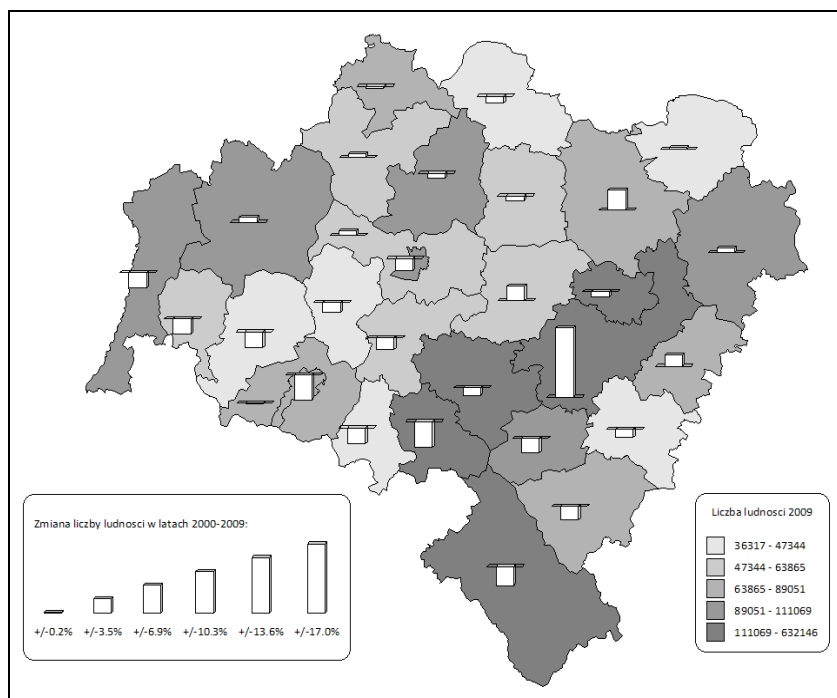 Zmiana liczby ludnosci w latach 2000-2009:
+/-0.2% +/-3.5% +/-6.9% +/-10.3% +/-13.6% +/-17.0%
Liczba ludnosci 2009
36317 - 47344
47344 - 63865
63865 - 89051
89051 - 111069
111069 - 632146